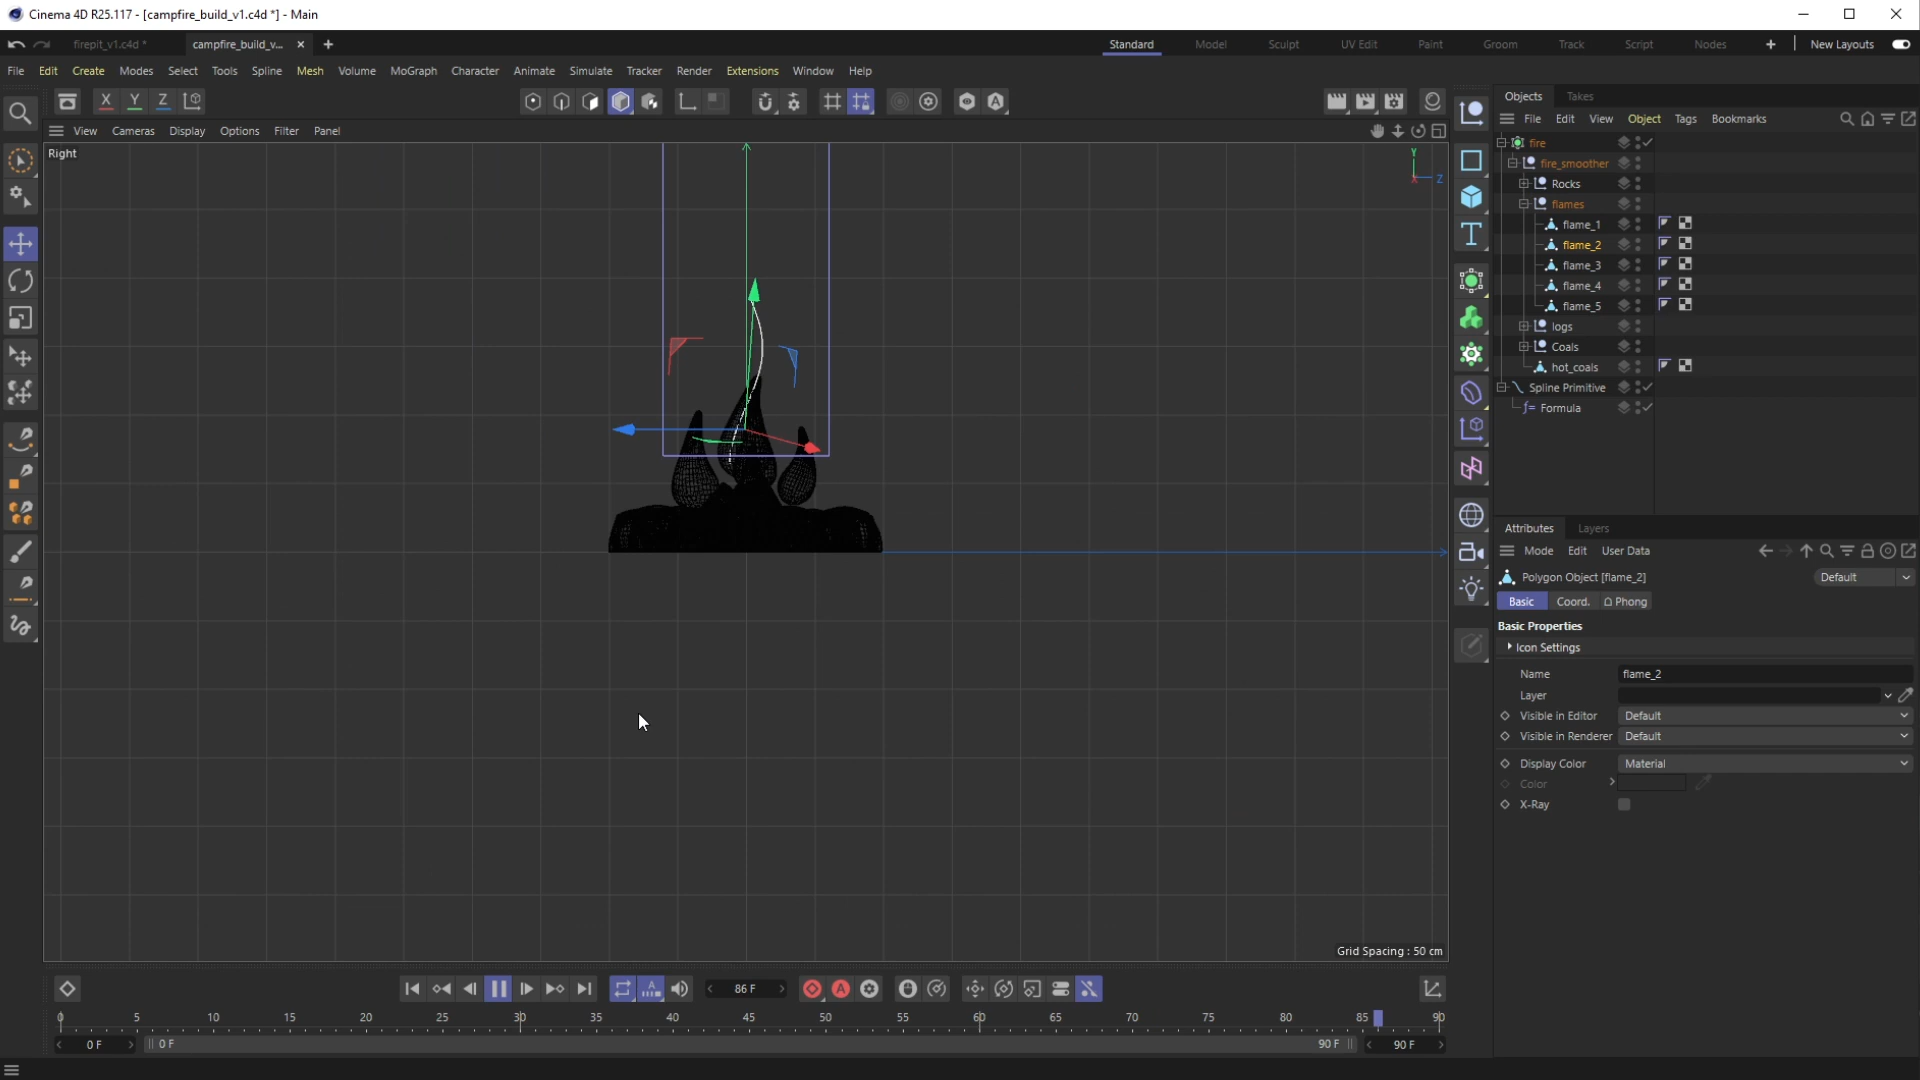 Cinema 4D R25.117 - [campfire_build_v1.c4d *] - Main
firepit_v1.c4d *
campfire_build_v...
Standard
Model
Sculpt
UV Edit
Paint
Groom
Track
Script
Nodes
New Layouts
File Edit Create Modes Select Tools Spline Mesh Volume MoGraph Character Animate Simulate Tracker Render Extensions Window Help
X Y Z
View Cameras Display Options Filter Panel
Right
Y
X
Z
Grid Spacing : 50 cm
Objects Takes
File Edit View Object Tags Bookmarks
fire
fire_smoother
Rocks
flames
flame_1
flame_2
flame_3
flame_4
flame_5
logs
Coals
hot_coals
Spline Primitive
Formula
Attributes Layers
Mode Edit User Data
Polygon Object [flame_2]
Default
Basic Coord. Phong
Basic Properties
Icon Settings
Name flame_2
Layer
Visible in Editor Default
Visible in Renderer Default
Display Color Material
Color
X-Ray
86 F
0 5 10 15 20 25 30 35 40 45 50 55 60 65 70 75 80 85 90
0 F
0 F
90 F
90 F